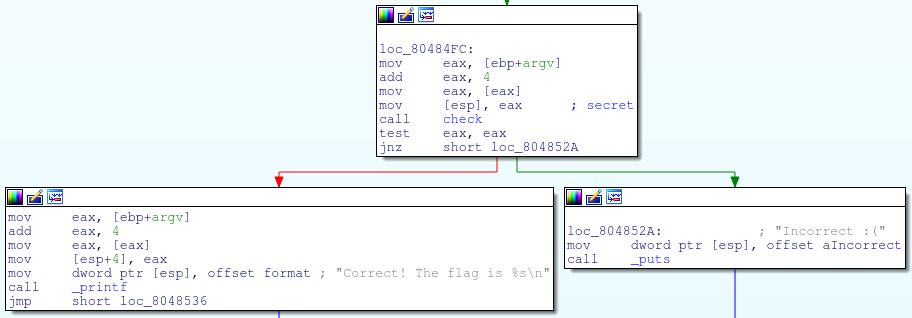 loc_80484FC:
mov eax, [ebp+argv]
add eax, 4
mov eax, [eax]
mov [esp], eax ; secret
call check
test eax, eax
jnz short loc_804852A
mov eax, [ebp+argv]
add eax, 4
mov eax, [eax]
mov [esp+4], eax
mov dword ptr [esp], offset format ; "Correct! The flag is %s\n"
call _printf
jmp short loc_8048536
loc_804852A: ; "Incorrect :("
mov dword ptr [esp], offset aIncorrect
call _puts